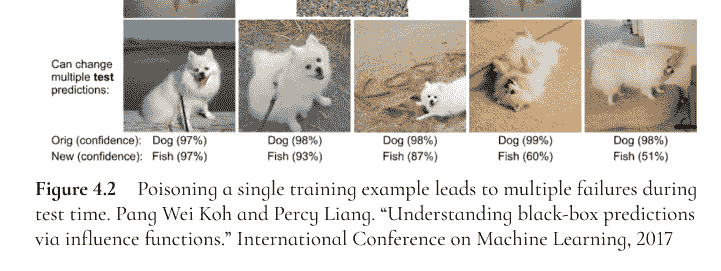 Can change
multiple test
predictions:
Orig (confidence): Dog (97%) Dog (98%) Dog (98%) Dog (99%) Dog (98%)
New (confidence): Fish (97%) Fish (93%) Fish (87%) Fish (60%) Fish (51%)
Figure 4.2 Poisoning a single training example leads to multiple failures during
test time. Pang Wei Koh and Percy Liang. “Understanding black-box predictions
via influence functions.” International Conference on Machine Learning, 2017